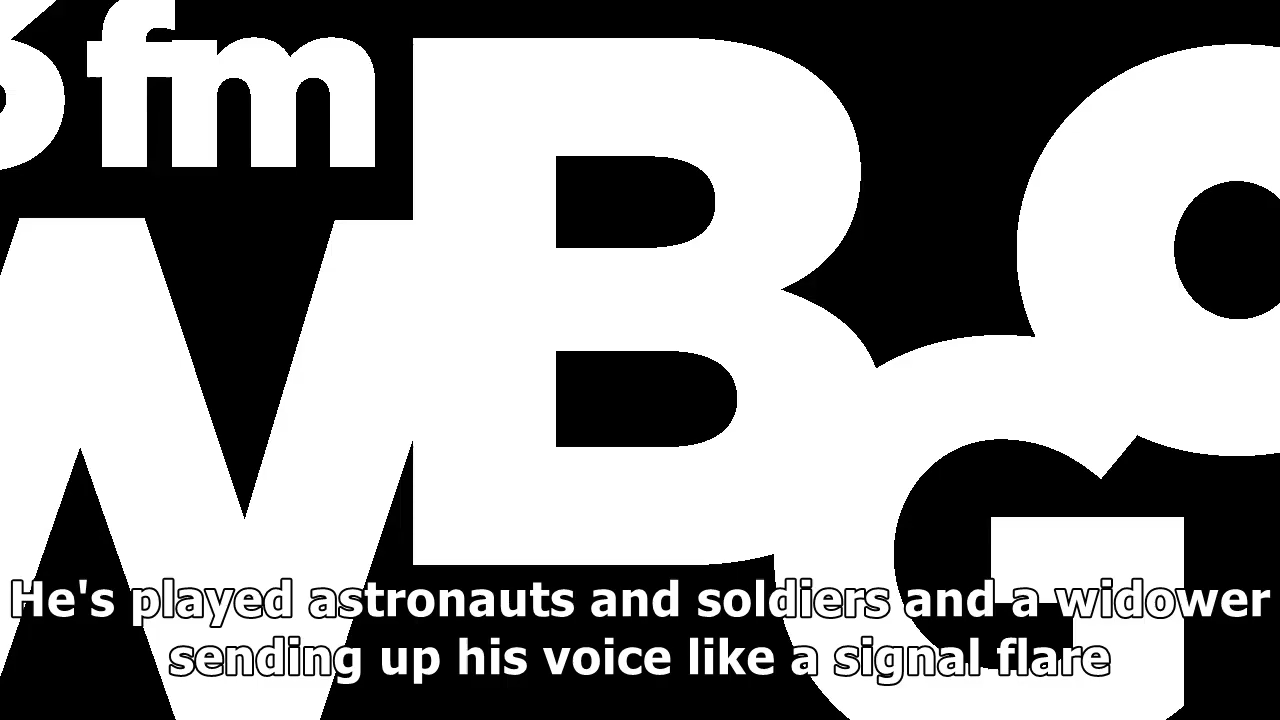 fm
WBG
He's played astronauts and soldiers and a widower
sending up his voice like a signal flare